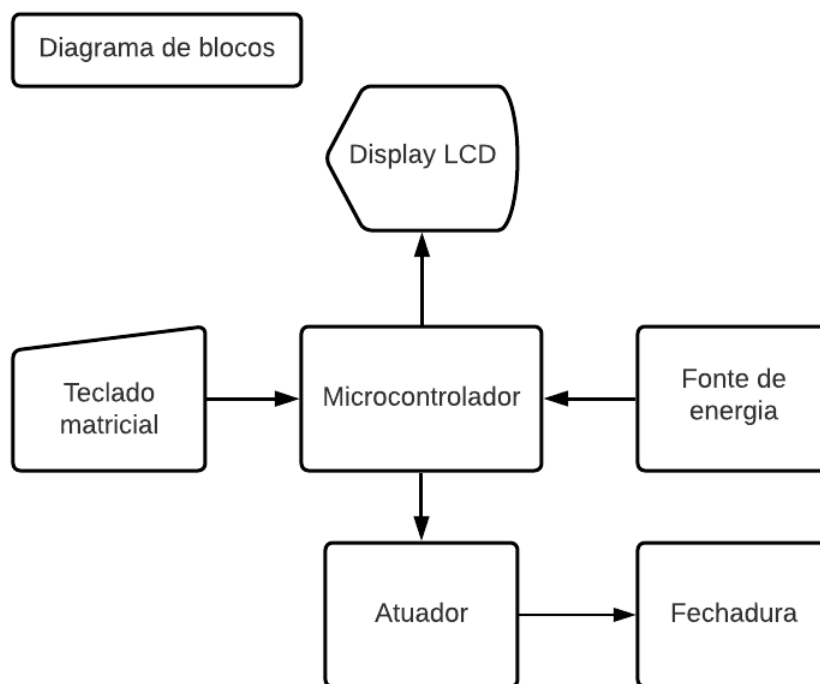 Diagrama de blocos
Display LCD
Teclado
matricial
Microcontrolador
Fonte de
energia
Atuador
Fechadura